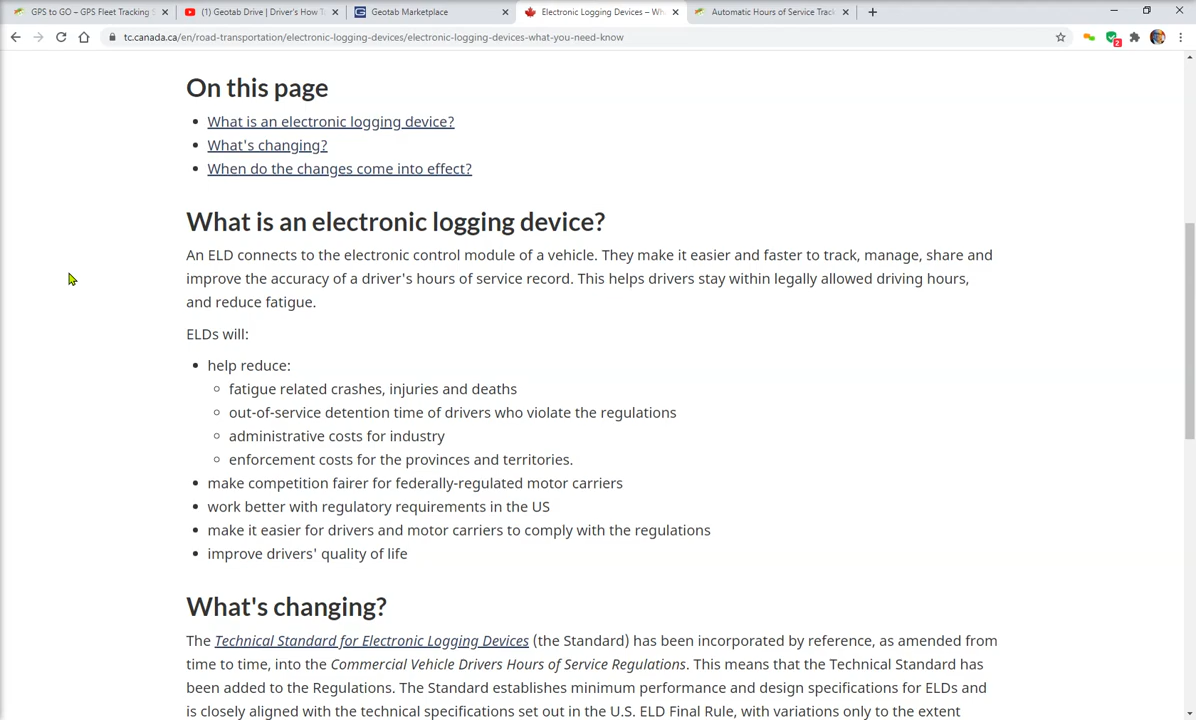 GPS to GO – GPS Fleet Tracking S
(1) Geotab Drive | Driver's How T
Geotab Marketplace
Electronic Logging Devices – Wha
Automatic Hours of Service Track
tc.canada.ca/en/road-transportation/electronic-logging-devices/electronic-logging-devices-what-you-need-know
2
On this page
What is an electronic logging device?
What's changing?
When do the changes come into effect?
What is an electronic logging device?
An ELD connects to the electronic control module of a vehicle. They make it easier and faster to track, manage, share and
improve the accuracy of a driver's hours of service record. This helps drivers stay within legally allowed driving hours,
and reduce fatigue.
ELDs will:
help reduce:
fatigue related crashes, injuries and deaths
out-of-service detention time of drivers who violate the regulations
administrative costs for industry
enforcement costs for the provinces and territories.
make competition fairer for federally-regulated motor carriers
work better with regulatory requirements in the US
make it easier for drivers and motor carriers to comply with the regulations
improve drivers' quality of life
What's changing?
The Technical Standard for Electronic Logging Devices (the Standard) has been incorporated by reference, as amended from
time to time, into the Commercial Vehicle Drivers Hours of Service Regulations. This means that the Technical Standard has
been added to the Regulations. The Standard establishes minimum performance and design specifications for ELDs and
is closely aligned with the technical specifications set out in the U.S. ELD Final Rule, with variations only to the extent